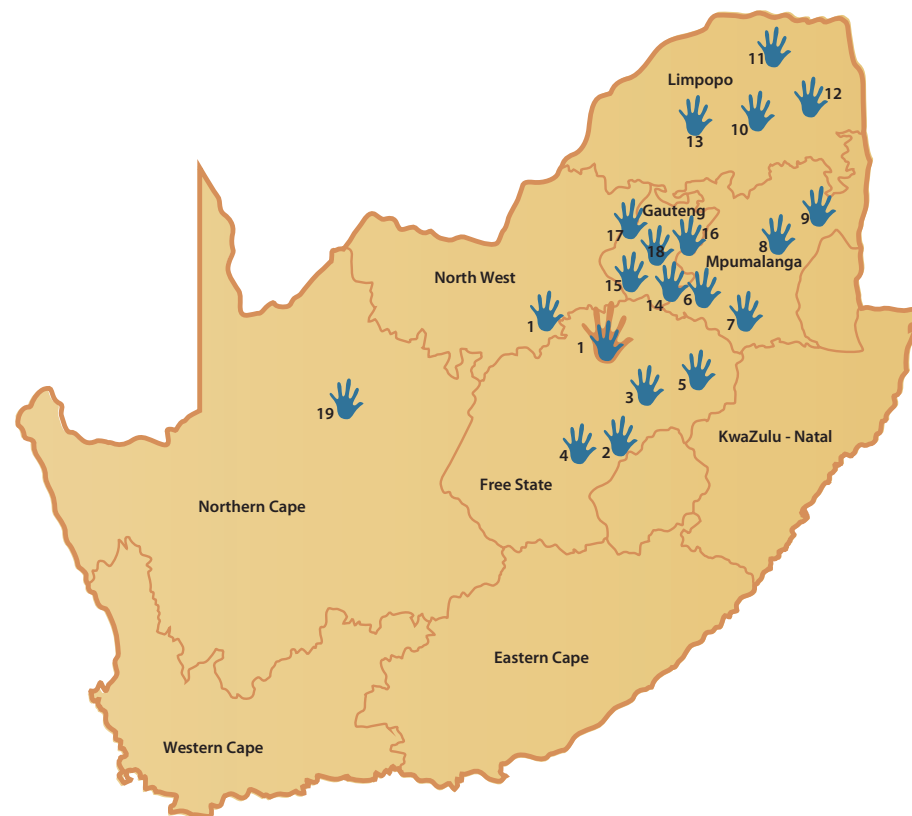 11
Limpopo
12
10
13
Gauteng
9
17
16
18
8
Mpumalanga
North West
15
14
6
1
7
1
5
3
19
KwaZulu - Natal
4
2
Free State
Northern Cape
Eastern Cape
Western Cape